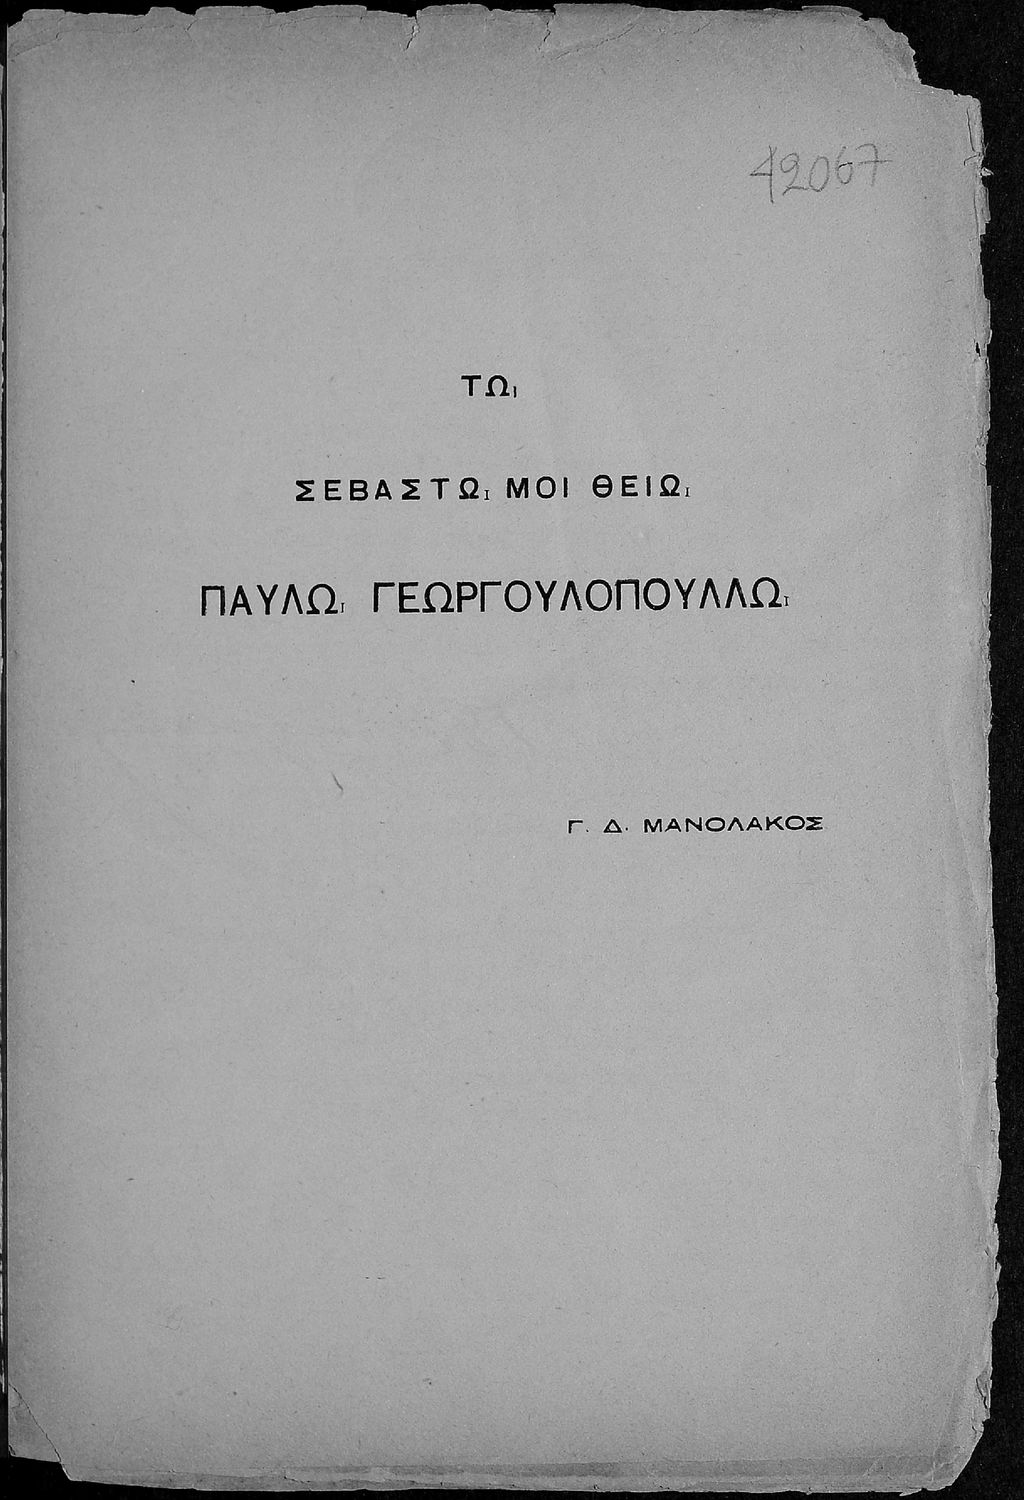 42067
ΤΩι
ΣΕΒΑΣΤΩι ΜΟΙ ΘΕΙΩι
ΠΑΥΛΩι ΓΕΩΡΓΟΥΛΟΠΟΥΛΛΩι
Γ. Δ. ΜΑΝΟΛΑΚΟΣ